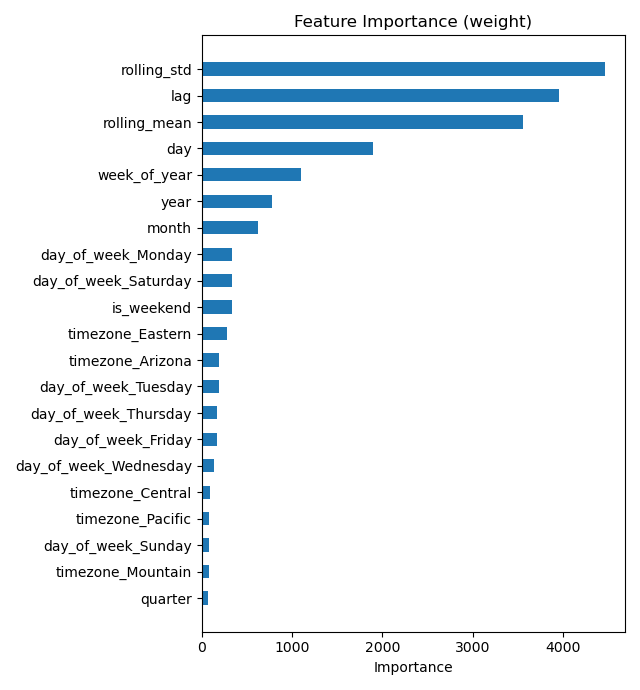 Feature Importance (weight)
rolling_std
lag
rolling_mean
day
week_of_year
year
month
day_of_week_Monday
day_of_week_Saturday
is_weekend
timezone_Eastern
timezone_Arizona
day_of_week_Tuesday
day_of_week_Thursday
day_of_week_Friday
day_of_week_Wednesday
timezone_Central
timezone_Pacific
day_of_week_Sunday
timezone_Mountain
quarter
0 1000 2000 3000 4000
Importance